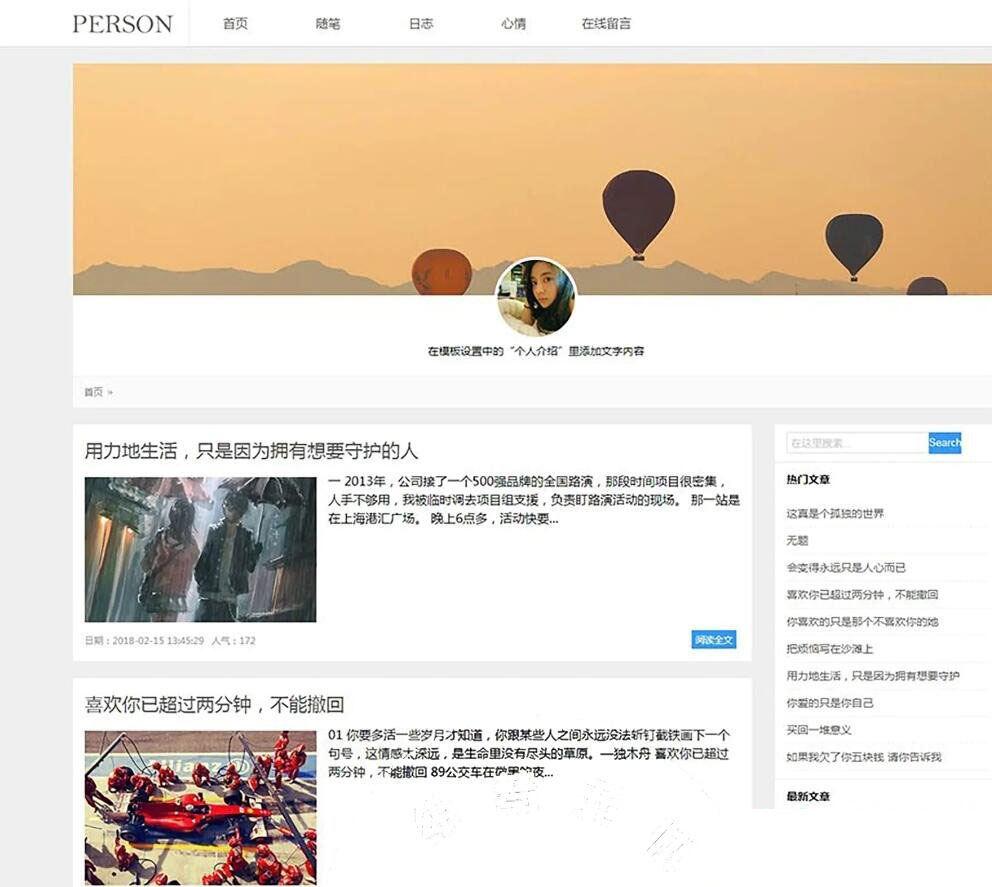 PERSON 首页 随笔 日志 心情 在线留言
在模板设置中的“个人介绍”里添加文字内容
首页 »
用力地生活，只是因为拥有想要守护的人
一 2013年，公司接了一个500强品牌的全国路演，那段时间项目很密集，
人手不够用，我被临时调去项目组支援，负责盯路演活动的现场。 那一站是
在上海港汇广场。 晚上6点多，活动快要...
日期：2018-02-15 13:45:29 人气：172
阅读全文
喜欢你已超过两分钟，不能撤回
01 你要多活一些岁月才知道，你跟某些人之间永远没法斩钉截铁画下一个
句号，这情感太深远，是生命里没有尽头的草原。—独木舟 喜欢你已超过
两分钟，不能撤回 89公交车在
夜...
在这里搜索...
Search
热门文章
这真是个孤独的世界
无题
会变得永远只是人心而已
喜欢你已超过两分钟，不能撤回
你喜欢的只是那个不喜欢你的她
把烦恼写在沙滩上
用力地生活，只是因为拥有想要守护
你爱的只是你自己
买回一堆意义
如果我欠了你五块钱 请你告诉我
最新文章